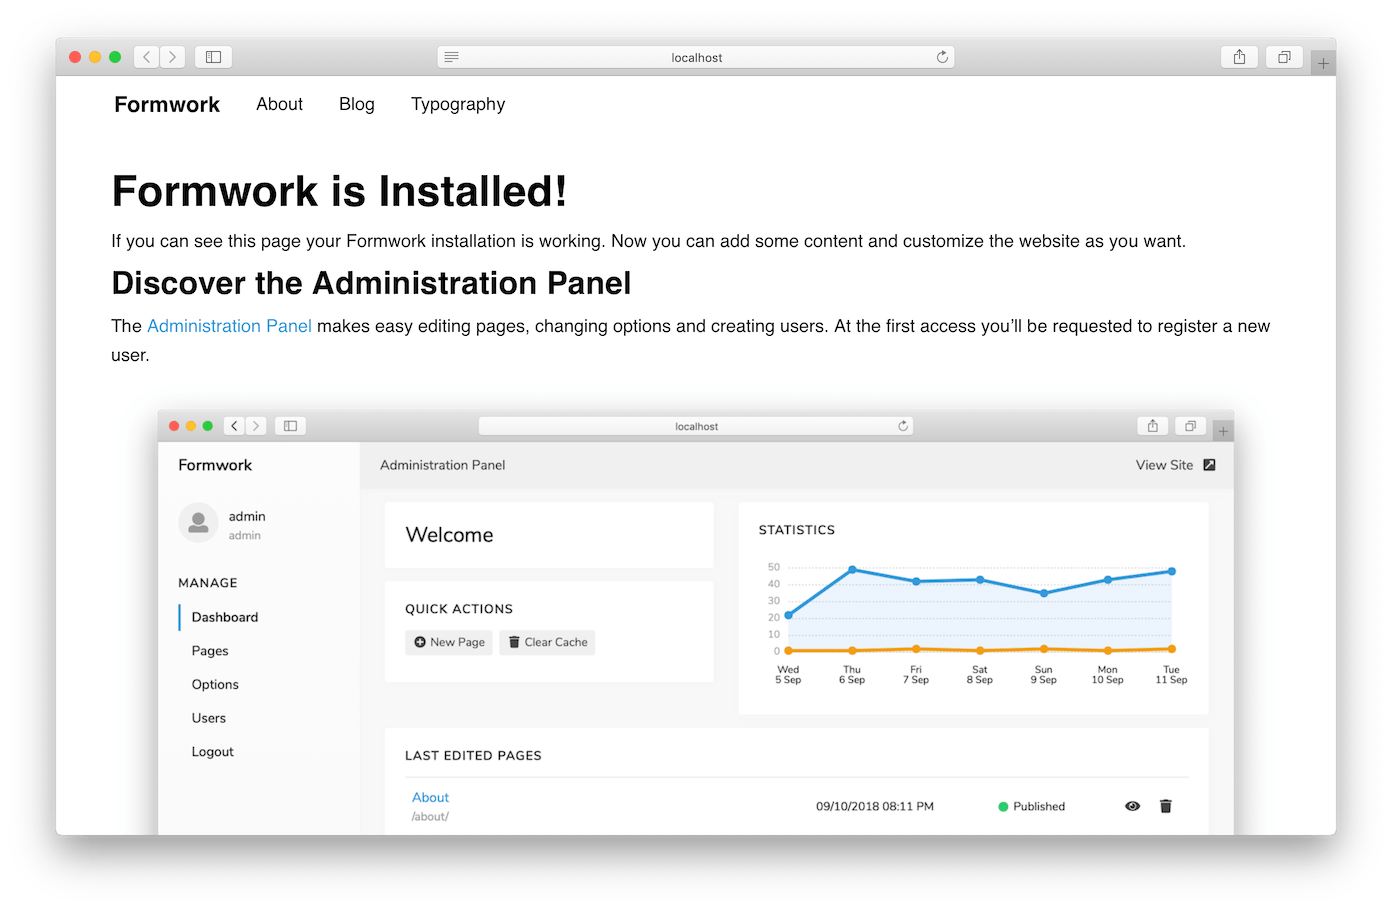 localhost
Formwork About Blog Typography
Formwork is Installed!
If you can see this page your Formwork installation is working. Now you can add some content and customize the website as you want.
Discover the Administration Panel
The Administration Panel makes easy editing pages, changing options and creating users. At the first access you’ll be requested to register a new
user.
localhost
Formwork
Administration Panel
View Site
admin
admin
MANAGE
Dashboard
Pages
Options
Users
Logout
Welcome
QUICK ACTIONS
New Page Clear Cache
STATISTICS
50
40
30
20
10
0
Wed Thu Fri Sat Sun Mon Tue
5 Sep 6 Sep 7 Sep 8 Sep 9 Sep 10 Sep 11 Sep
LAST EDITED PAGES
About
/about/
09/10/2018 08:11 PM
Published